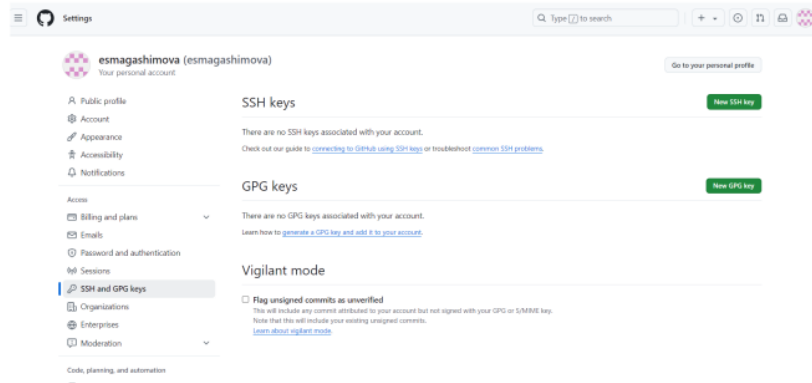 Settings
Type / to search
esmagashimova (esmagashimova)
Your personal account
Go to your personal profile
Public profile
Account
Appearance
Accessibility
Notifications
Access
Billing and plans
Emails
Password and authentication
Sessions
SSH and GPG keys
Organizations
Enterprises
Moderation
Code, planning, and automation
SSH keys
New SSH key
There are no SSH keys associated with your account.
Check out our guide to connecting to GitHub using SSH keys or troubleshoot common SSH problems.
GPG keys
New GPG key
There are no GPG keys associated with your account.
Learn how to generate a GPG key and add it to your account.
Vigilant mode
Flag unsigned commits as unverified
This will include any commit attributed to your account but not signed with your GPG or S/MIME key.
Note that this will include your existing unsigned commits.
Learn about vigilant mode.